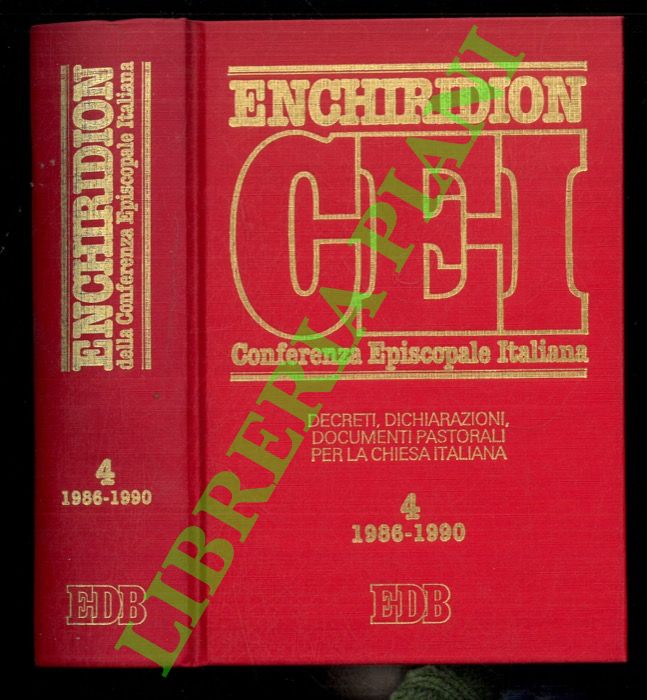 ENCHIRIDION
della Conferenza Episcopale Italiana
4
1986-1990
EDB
ENCHIRIDION
CEI
Conferenza Episcopale Italiana
DECRETI, DICHIARAZIONI,
DOCUMENTI PASTORALI
PER LA CHIESA ITALIANA
4
1986-1990
EDB
LIBRERIA PIANI